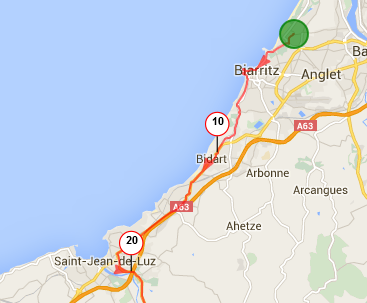 Biarritz
Anglet
Ba
A63
10
Bidart
Arbonne
Arcangues
A63
Ahetze
20
Saint-Jean-de-Luz